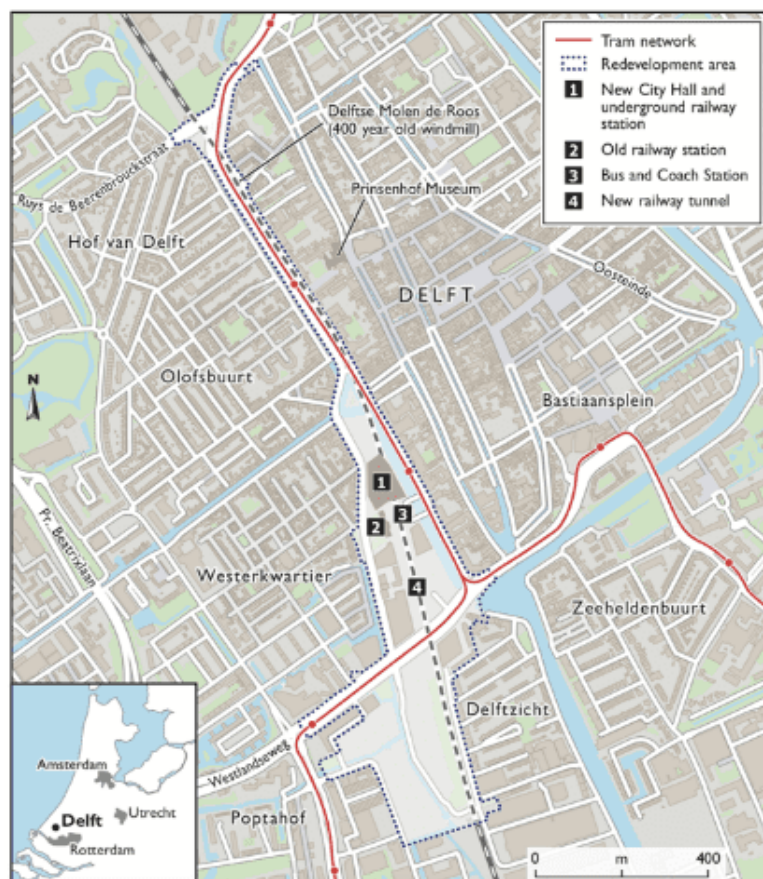 Tram network
Redevelopment area
1 New City Hall and
underground railway
station
2 Old railway station
3 Bus and Coach Station
4 New railway tunnel
Delftse Molen de Roos
(400 year old windmill)
Ruys de Beerenbrouckstraat
Prinsenhof Museum
Hof van Delft
Oosteinde
DELFT
Olofsbuurt
N
Bastiaansplein
1
3
2
Pr. Beatrixlaan
Westerkwartier
4
Zeeheldenbuurt
Delftzicht
Westlandseweg
Poptahof
Amsterdam
Utrecht
Delft
Rotterdam
0 m 400